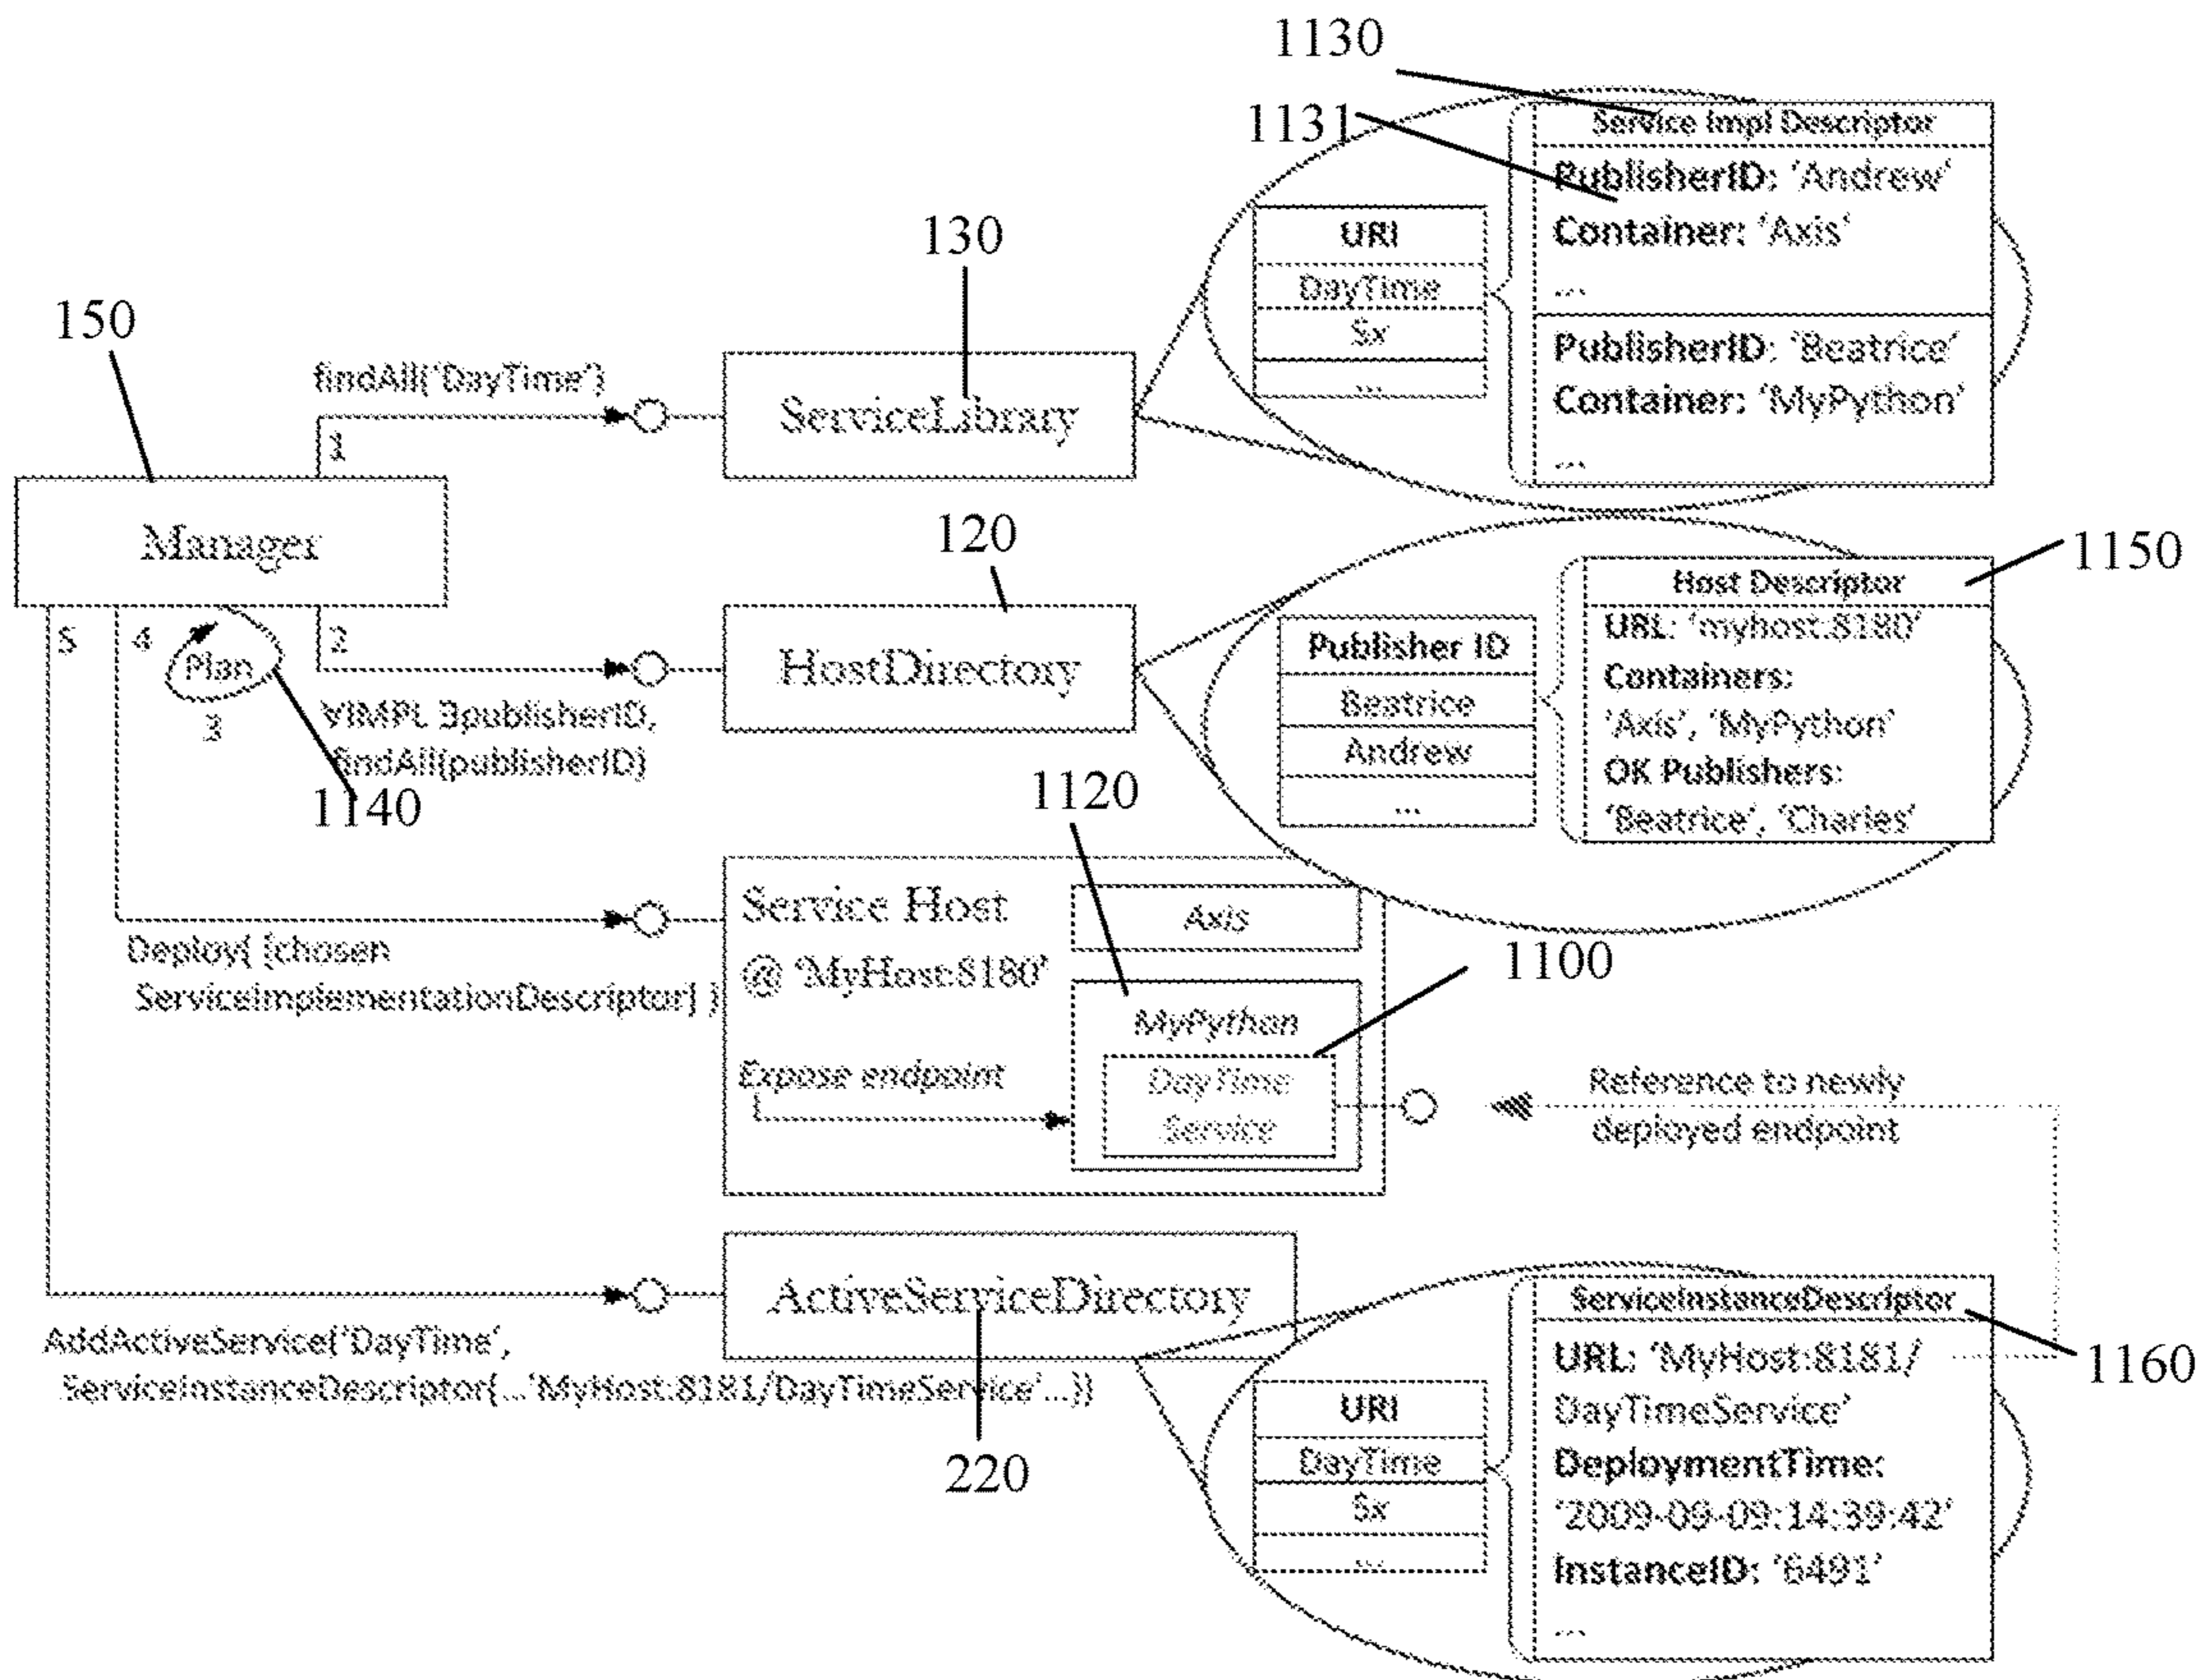 1130
1131
Service Impl Descriptor
PublisherID: ‘Andrew‘
Container: ‘Axis‘
...
PublisherID: ‘Beatrice‘
Container: ‘MyPython‘
...
URI
DayTime
Sx
...
130
150
findAll(‘DayTime‘)
1
ServiceLibrary
Manager
120
1150
Host Descriptor
URL: ‘myhost:8180‘
Containers:
‘Axis‘, ‘MyPython‘
OK Publishers:
‘Beatrice‘, ‘Charles‘
Publisher ID
Beatrice
Andrew
...
5
4
Plan
3
2
HostDirectory
∀IMPL ∃publisherID,
findAll(publisherID)
1140
1120
Service Host
@ ‘MyHost:8180‘
Axis
1100
Deploy( [chosen
ServiceImplementationDescriptor] )
MyPython
Expose endpoint
DayTime
Service
Reference to newly
deployed endpoint
ActiveServiceDirectory
AddActiveService(‘DayTime‘,
ServiceInstanceDescriptor(...‘MyHost:8181/DayTimeService‘...))
220
ServiceInstanceDescriptor
URL: ‘MyHost:8181/
DayTimeService‘
DeploymentTime:
‘2009-09-09:14:39:42‘
InstanceID: ‘6491‘
...
1160
URI
DayTime
Sx
...